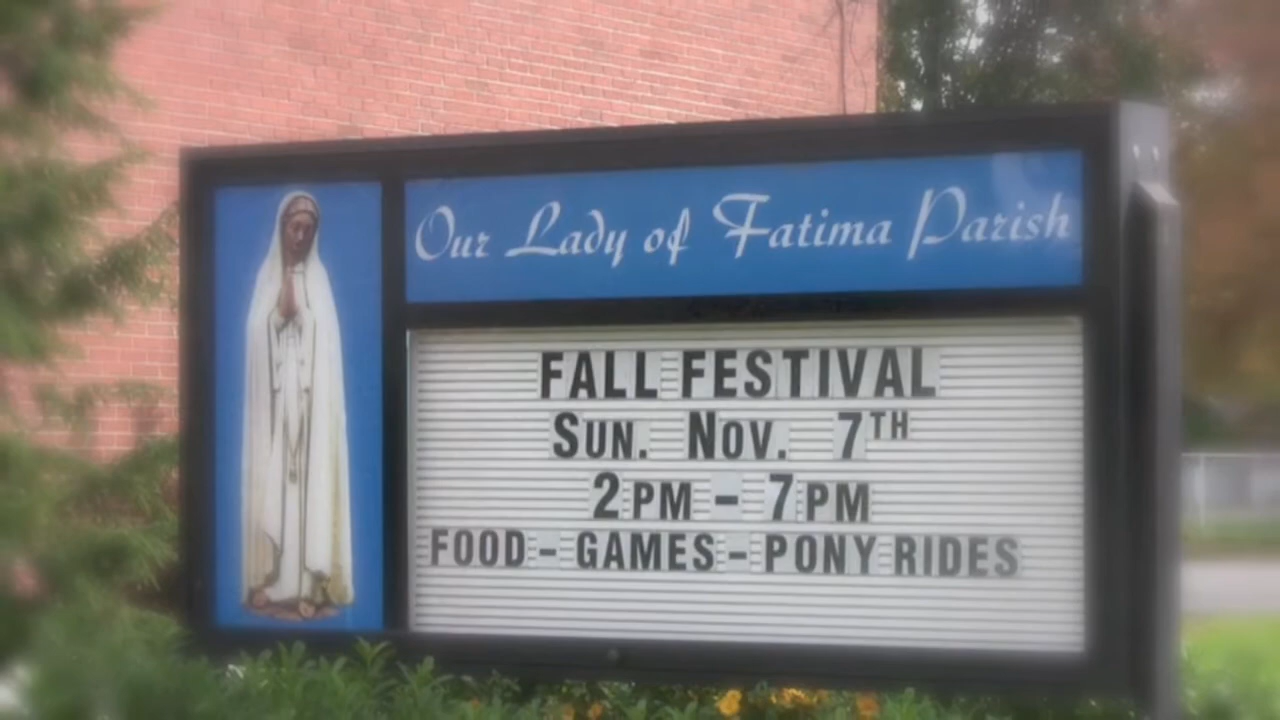 Our Lady of Fatima Parish
FALL FESTIVAL
SUN. NOV. 7TH
2PM - 7PM
FOOD - GAMES - PONY RIDES